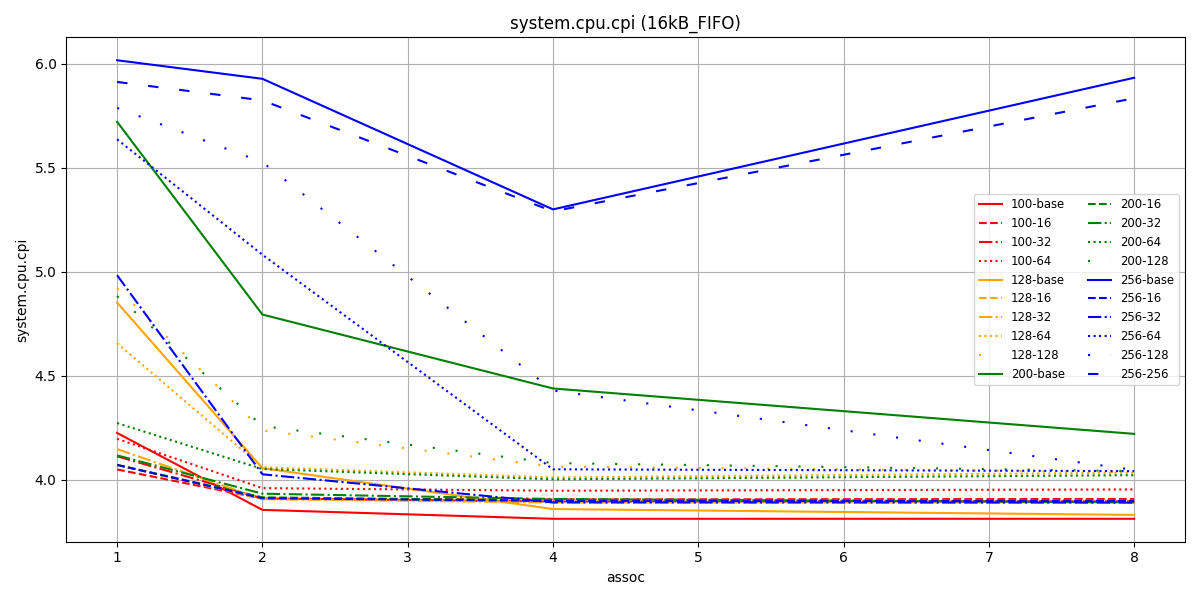 system.cpu.cpi (16kB_FIFO)
system.cpu.cpi
6.0
5.5
5.0
4.5
4.0
1 2 3 4 5 6 7 8
assoc
100-base
100-16
100-32
100-64
128-base
128-16
128-32
128-64
128-128
200-base
200-16
200-32
200-64
200-128
256-base
256-16
256-32
256-64
256-128
256-256